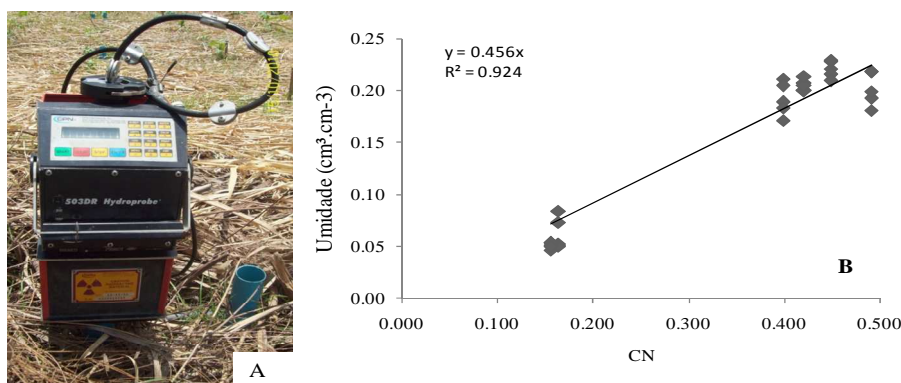 CPN
503DR Hydroprobe
A
y = 0.456x
R² = 0.924
Umidade (cm³.cm-3)
0.25
0.20
0.15
0.10
0.05
0.00
0.000 0.100 0.200 0.300 0.400 0.500
CN
B